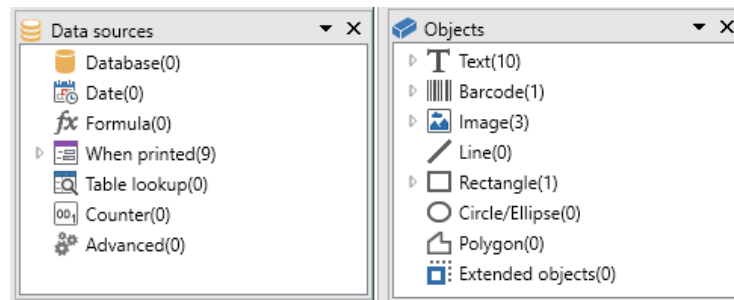 Data sources
Database(0)
Date(0)
Formula(0)
When printed(9)
Table lookup(0)
Counter(0)
Advanced(0)
Objects
Text(10)
Barcode(1)
Image(3)
Line(0)
Rectangle(1)
Circle/Ellipse(0)
Polygon(0)
Extended objects(0)